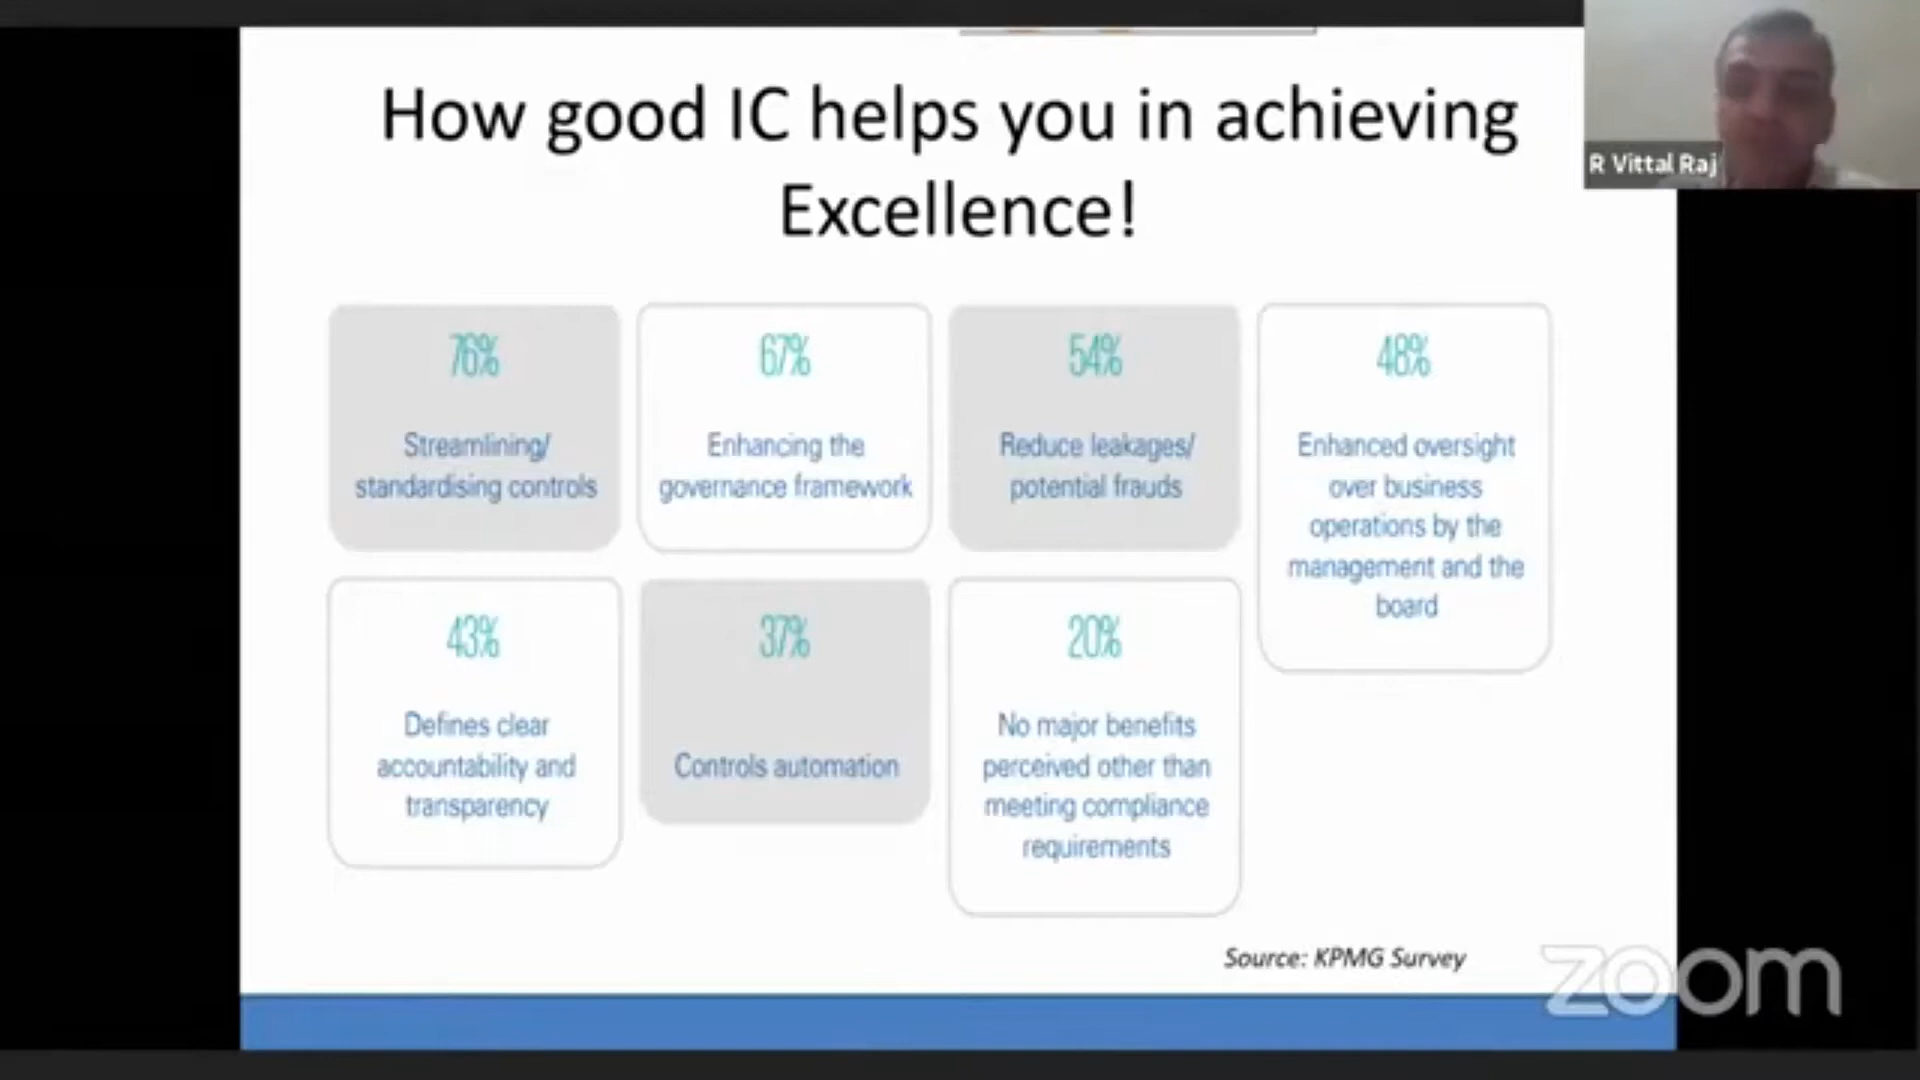 How good IC helps you in achieving
Excellence!
R Vittal Raj
76%
Streamlining/
standardising controls
67%
Enhancing the
governance framework
54%
Reduce leakages/
potential frauds
48%
Enhanced oversight
over business
operations by the
management and the
board
43%
Defines clear
accountability and
transparency
37%
Controls automation
20%
No major benefits
perceived other than
meeting compliance
requirements
Source: KPMG Survey
zoom